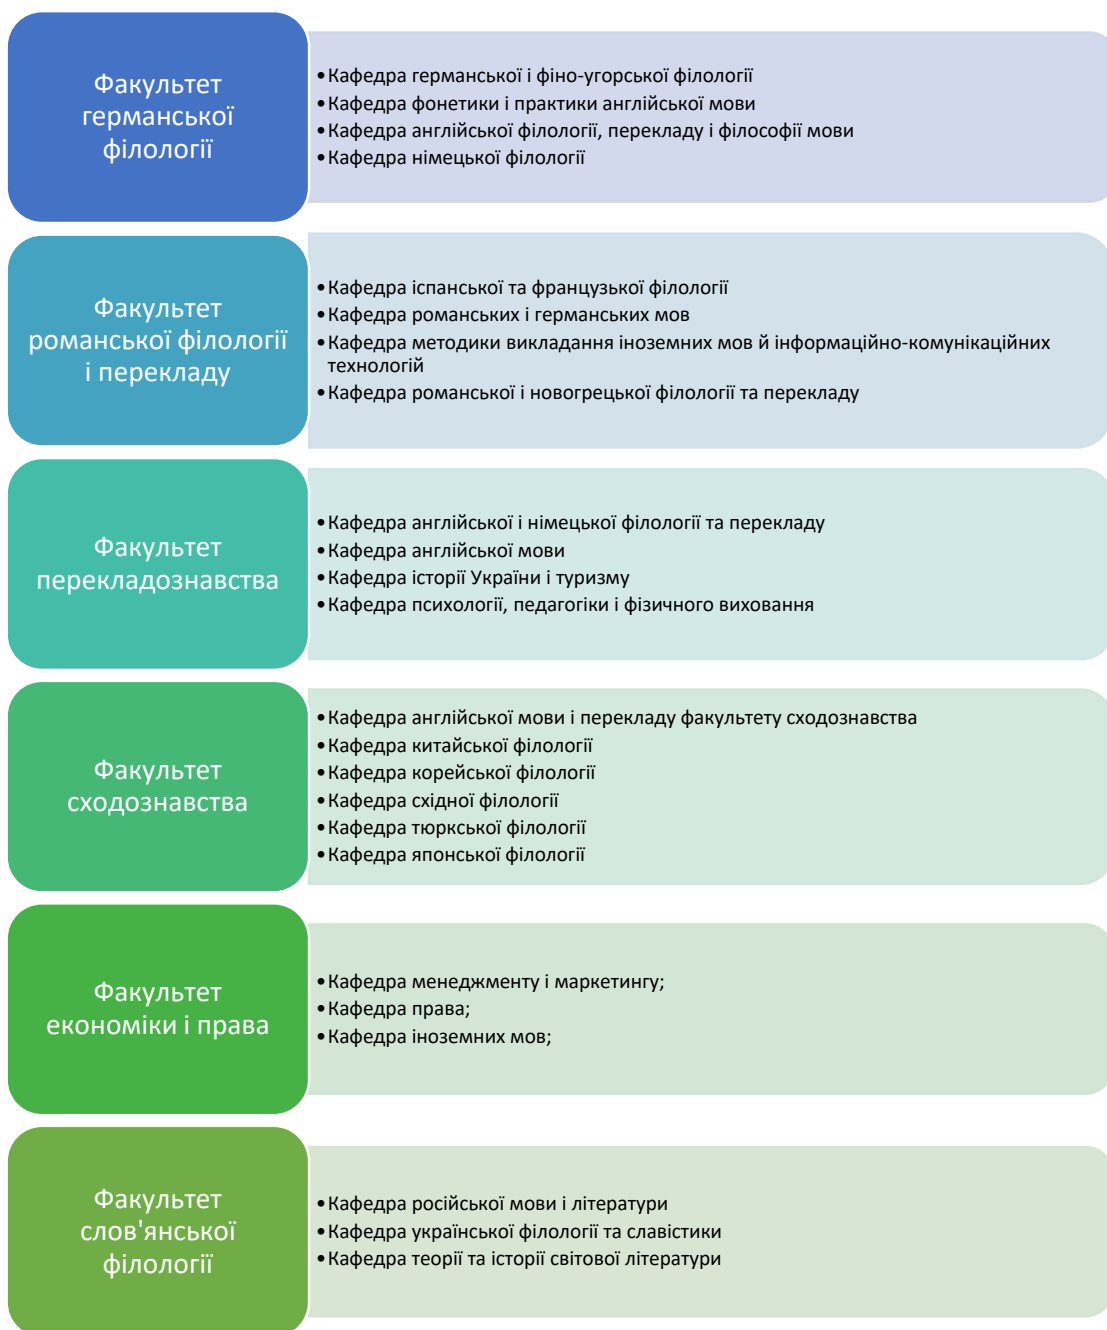 Факультет
германської
філології
•Кафедра германської і фіно-угорської філології
•Кафедра фонетики і практики англійської мови
•Кафедра англійської філології, перекладу і філософії мови
•Кафедра німецької філології
Факультет
романської філології
і перекладу
•Кафедра іспанської та французької філології
•Кафедра романських і германських мов
•Кафедра методики викладання іноземних мов й інформаційно-комунікаційних
технологій
•Кафедра романської і новогрецької філології та перекладу
Факультет
перекладознавства
•Кафедра англійської і німецької філології та перекладу
•Кафедра англійської мови
•Кафедра історії України і туризму
•Кафедра психології, педагогіки і фізичного виховання
Факультет
сходознавства
•Кафедра англійської мови і перекладу факультету сходознавства
•Кафедра китайської філології
•Кафедра корейської філології
•Кафедра східної філології
•Кафедра тюркської філології
•Кафедра японської філології
Факультет
економіки і права
•Кафедра менеджменту і маркетингу;
•Кафедра права;
•Кафедра іноземних мов;
Факультет
слов'янської
філології
•Кафедра російської мови і літератури
•Кафедра української філології та славістики
•Кафедра теорії та історії світової літератури